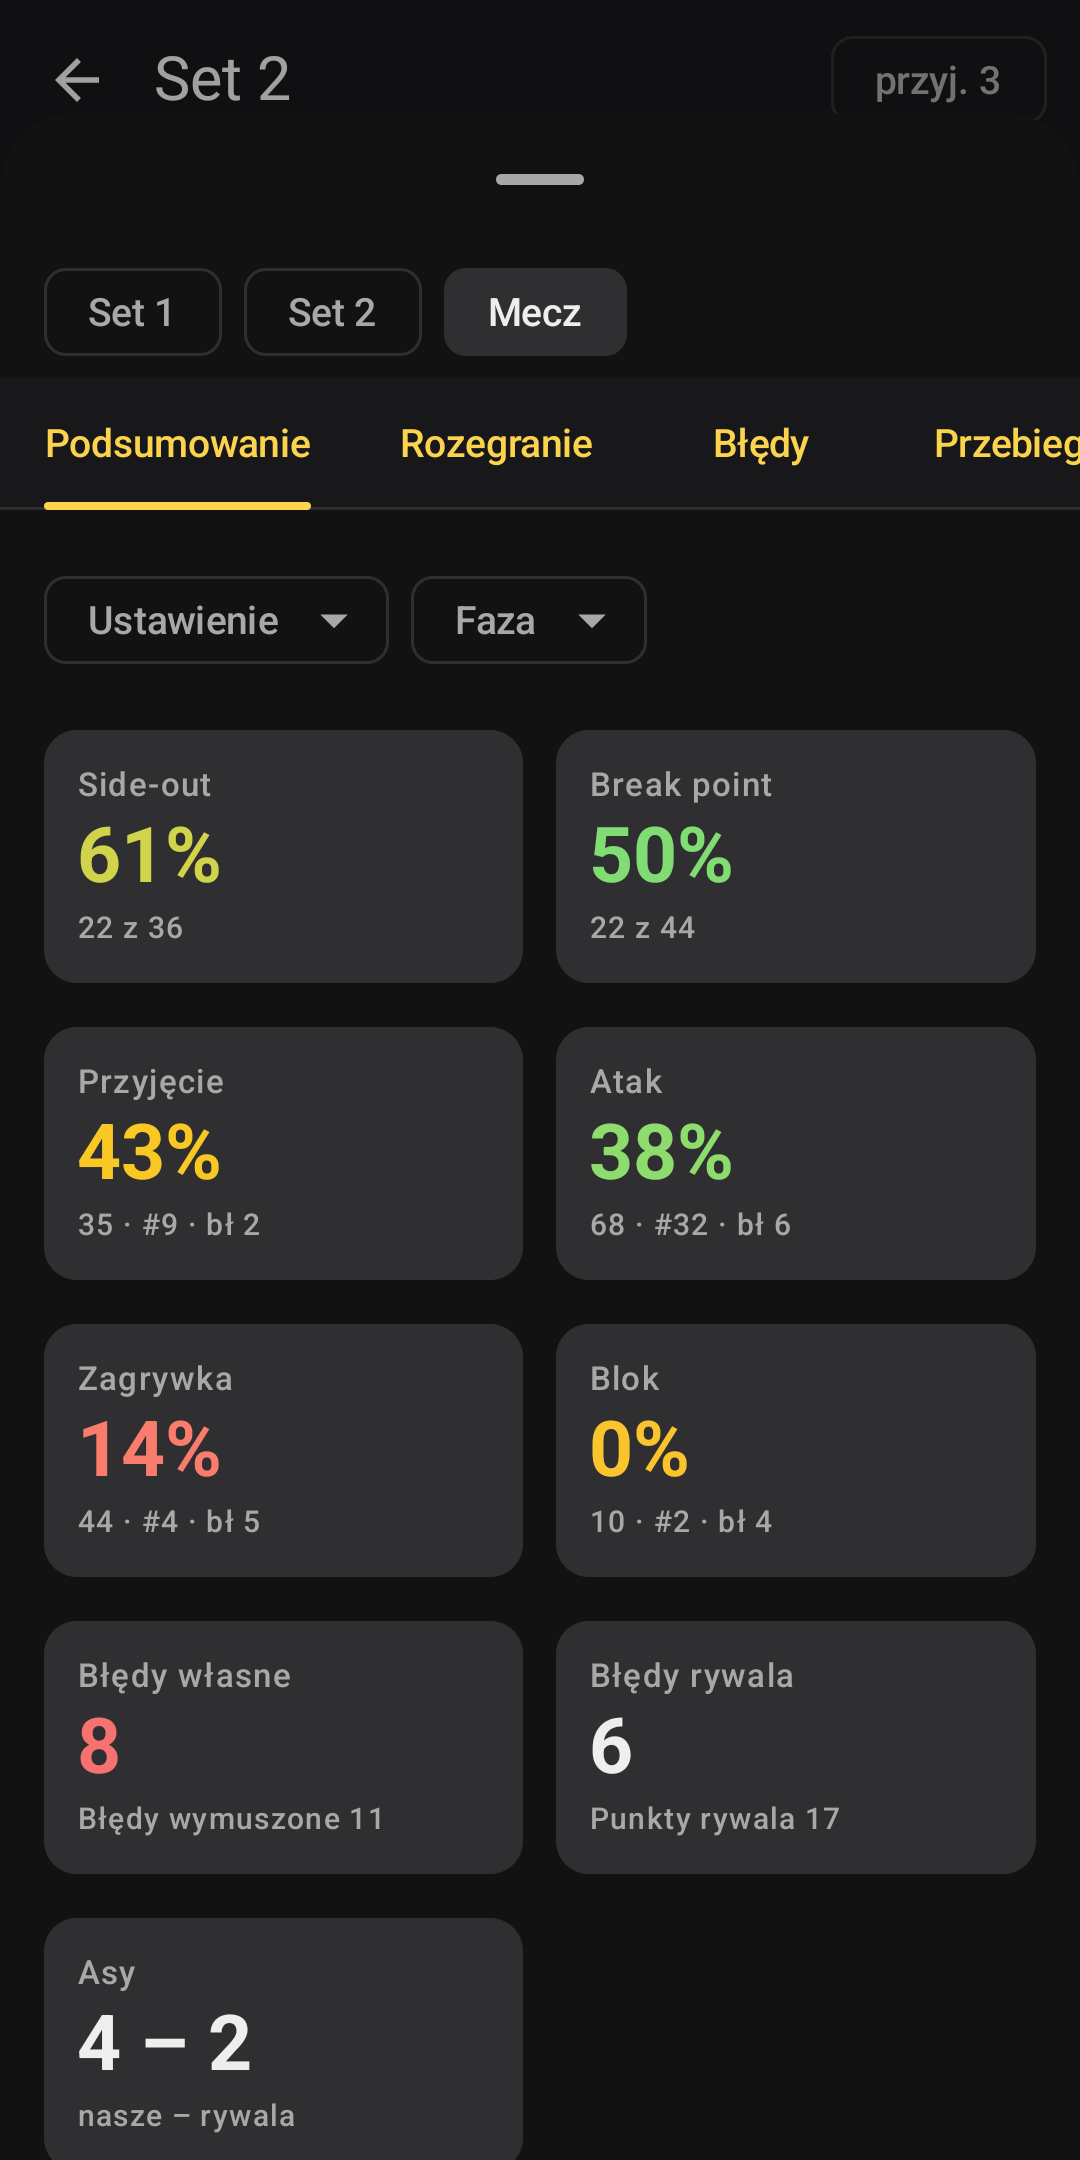 Set 2
przyj. 3
Set 1
Set 2
Mecz
Podsumowanie
Rozegranie
Błędy
Przebieg
Ustawienie
Faza
Side-out
61%
22 z 36
Break point
50%
22 z 44
Przyjęcie
43%
35 · #9 · bł 2
Atak
38%
68 · #32 · bł 6
Zagrywka
14%
44 · #4 · bł 5
Blok
0%
10 · #2 · bł 4
Błędy własne
8
Błędy wymuszone 11
Błędy rywala
6
Punkty rywala 17
Asy
4 – 2
nasze – rywala